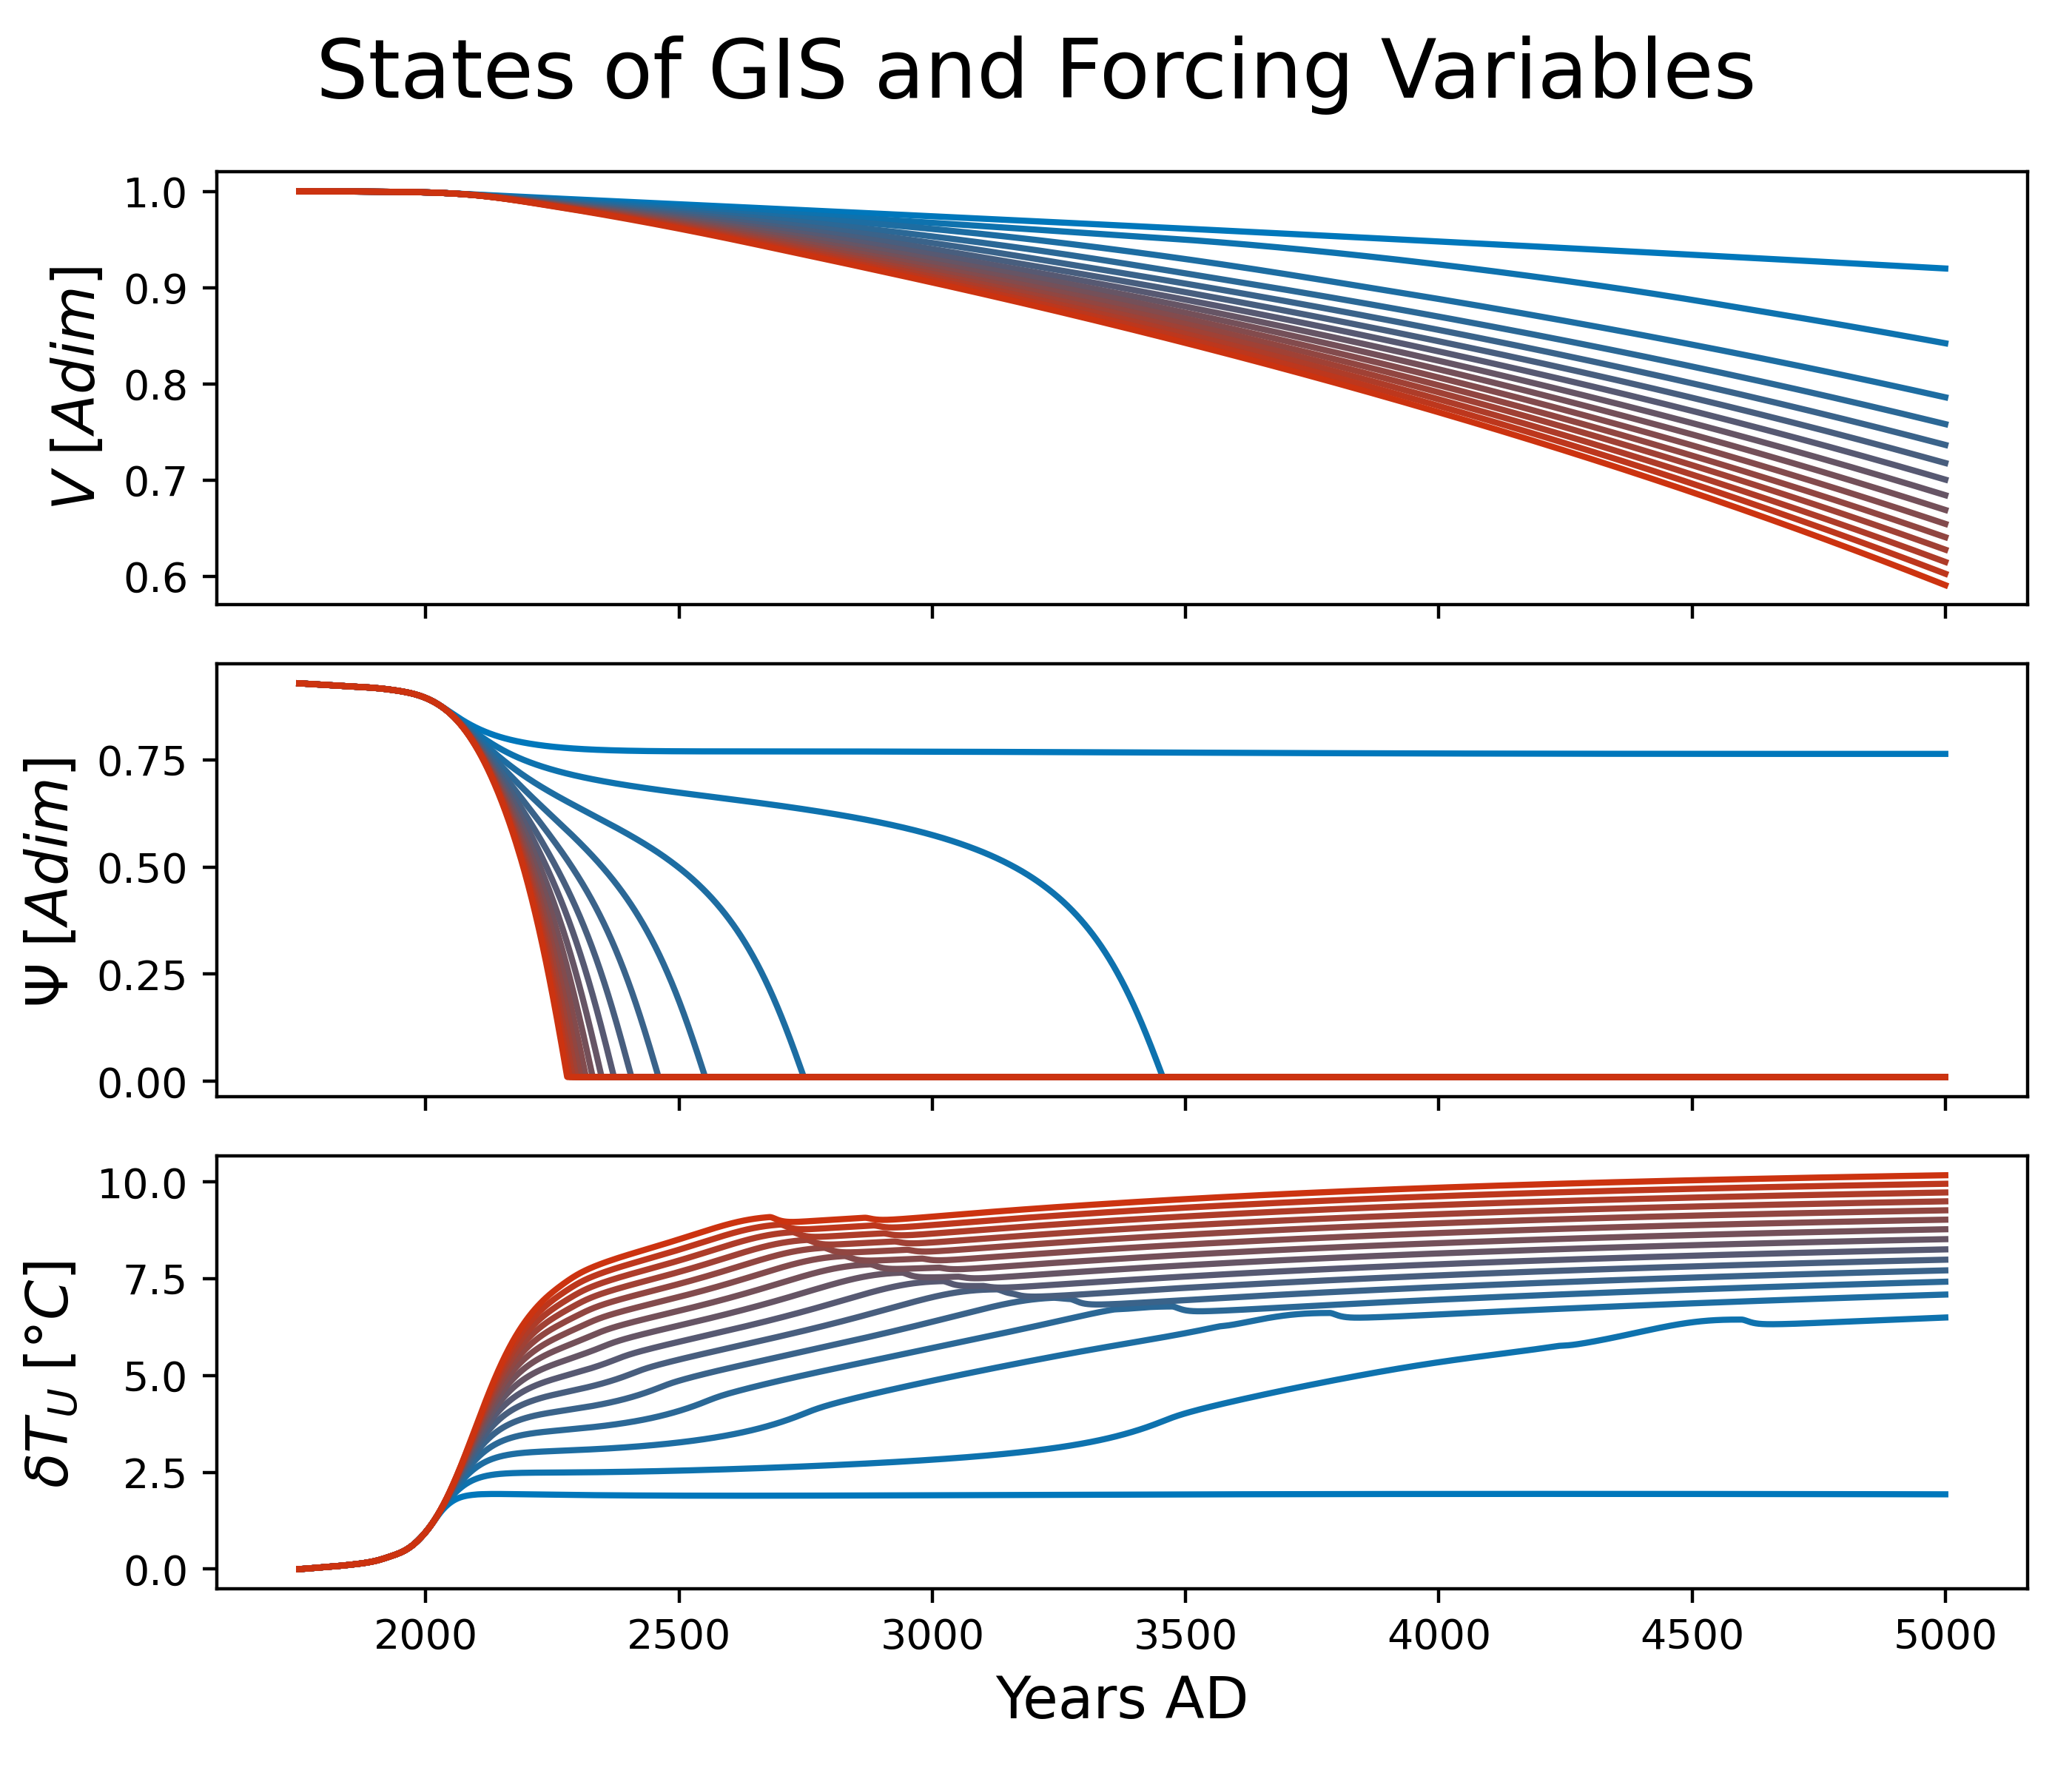 States of GIS and Forcing Variables
V [Adim]
1.0
0.9
0.8
0.7
0.6
Ψ [Adim]
0.75
0.50
0.25
0.00
δT_U [°C]
10.0
7.5
5.0
2.5
0.0
2000 2500 3000 3500 4000 4500 5000
Years AD